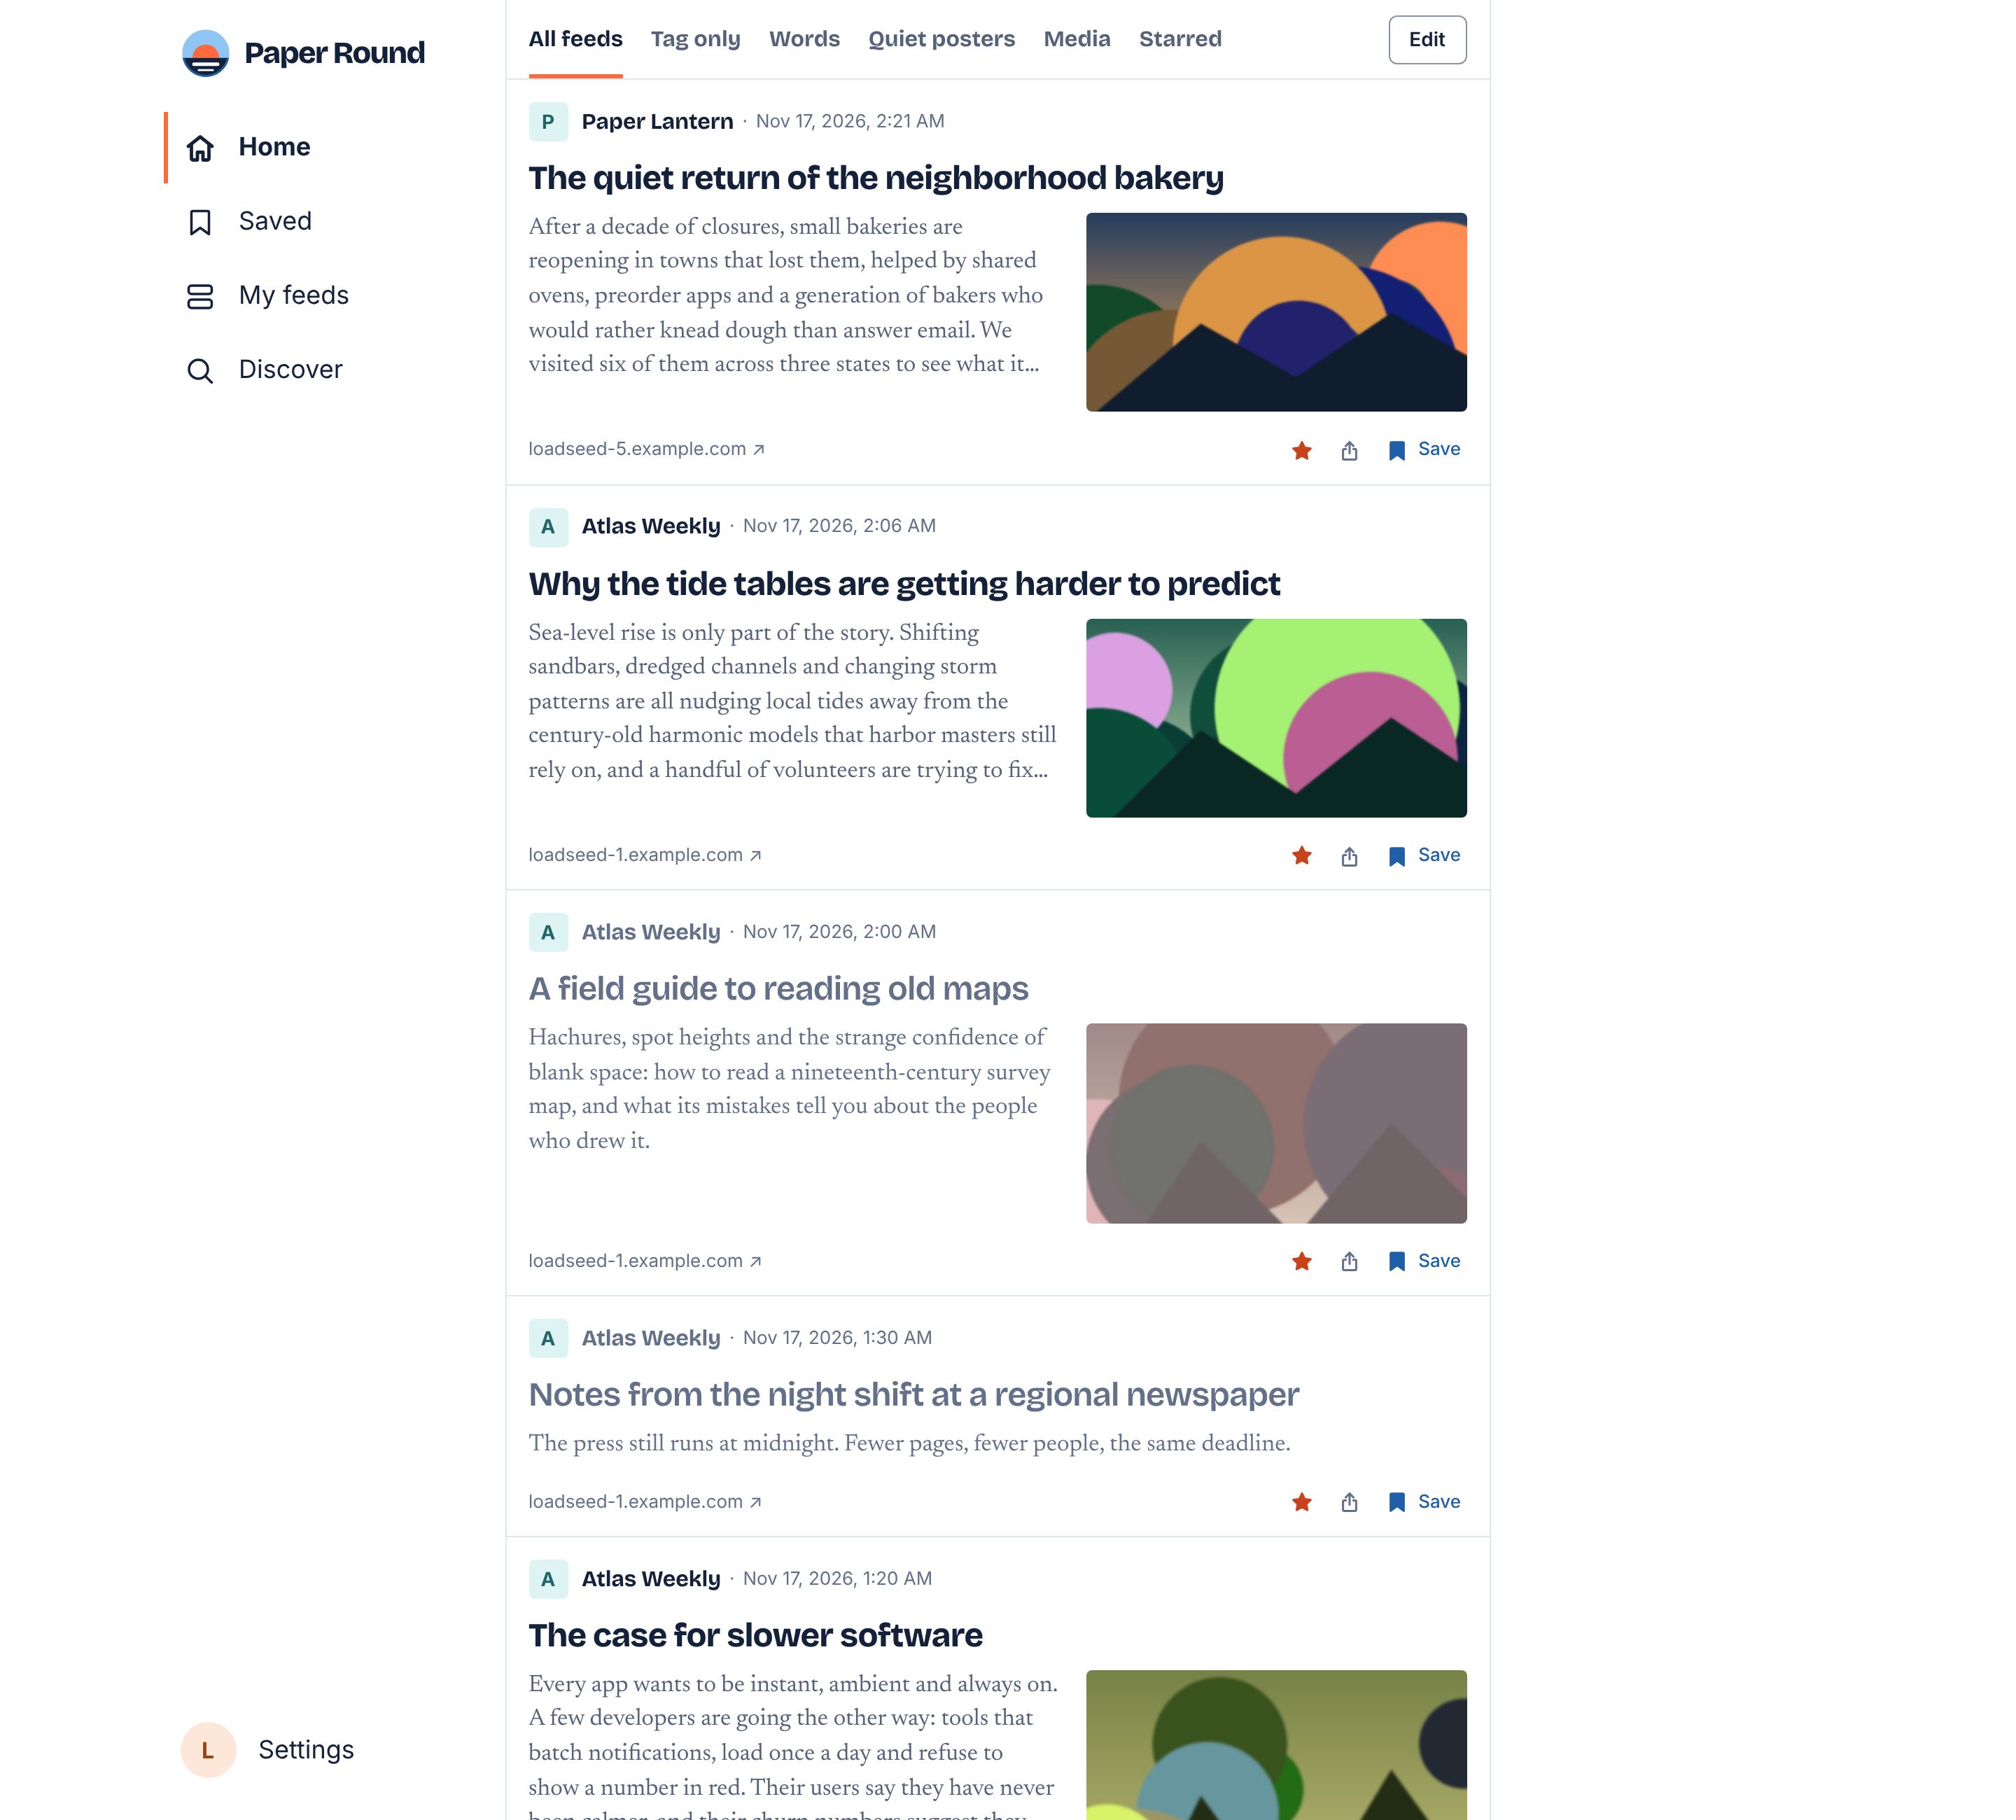 Paper Round
Home
Saved
My feeds
Discover
L Settings
All feeds Tag only Words Quiet posters Media Starred Edit
P Paper Lantern · Nov 17, 2026, 2:21 AM
The quiet return of the neighborhood bakery
After a decade of closures, small bakeries are
reopening in towns that lost them, helped by shared
ovens, preorder apps and a generation of bakers who
would rather knead dough than answer email. We
visited six of them across three states to see what it...
loadseed-5.example.com ↗ Save
A Atlas Weekly · Nov 17, 2026, 2:06 AM
Why the tide tables are getting harder to predict
Sea-level rise is only part of the story. Shifting
sandbars, dredged channels and changing storm
patterns are all nudging local tides away from the
century-old harmonic models that harbor masters still
rely on, and a handful of volunteers are trying to fix...
loadseed-1.example.com ↗ Save
A Atlas Weekly · Nov 17, 2026, 2:00 AM
A field guide to reading old maps
Hachures, spot heights and the strange confidence of
blank space: how to read a nineteenth-century survey
map, and what its mistakes tell you about the people
who drew it.
loadseed-1.example.com ↗ Save
A Atlas Weekly · Nov 17, 2026, 1:30 AM
Notes from the night shift at a regional newspaper
The press still runs at midnight. Fewer pages, fewer people, the same deadline.
loadseed-1.example.com ↗ Save
A Atlas Weekly · Nov 17, 2026, 1:20 AM
The case for slower software
Every app wants to be instant, ambient and always on.
A few developers are going the other way: tools that
batch notifications, load once a day and refuse to
show a number in red. Their users say they have never
been calmer, and their churn numbers suggest they